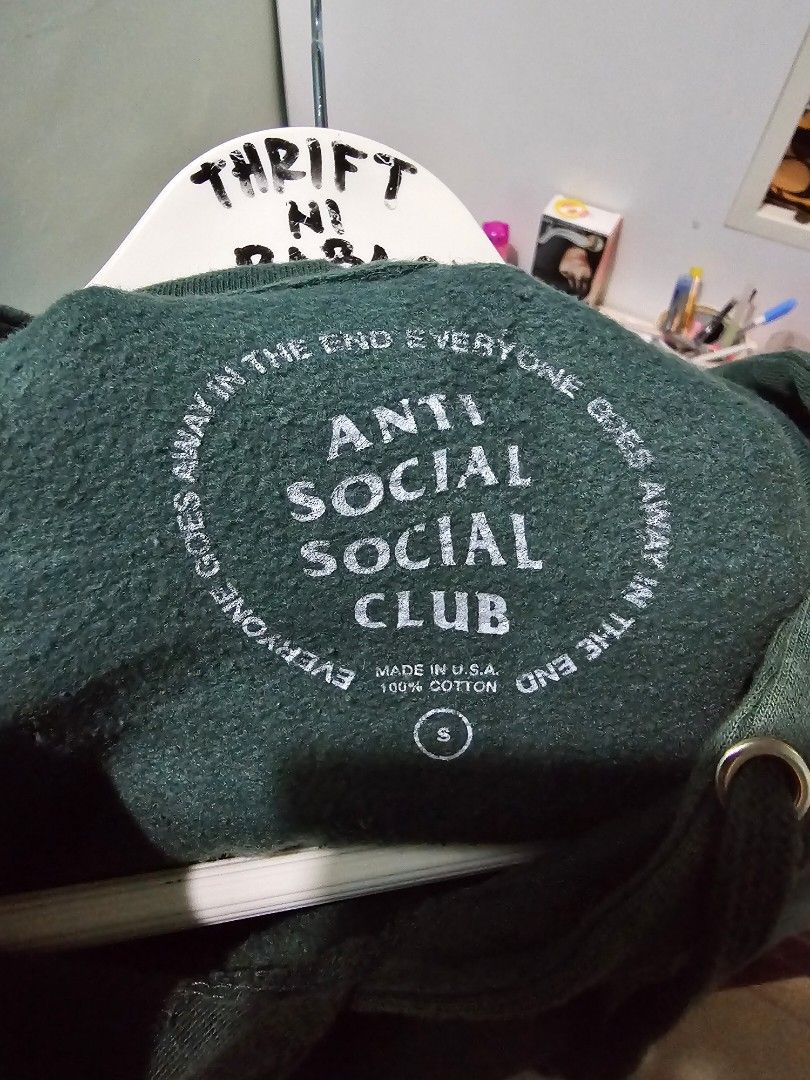 THRIFT
NI
EVERYONE GOES AWAY IN THE END EVERYONE GOES AWAY IN THE END
ANTI
SOCIAL
SOCIAL
CLUB
MADE IN U.S.A.
100% COTTON
S